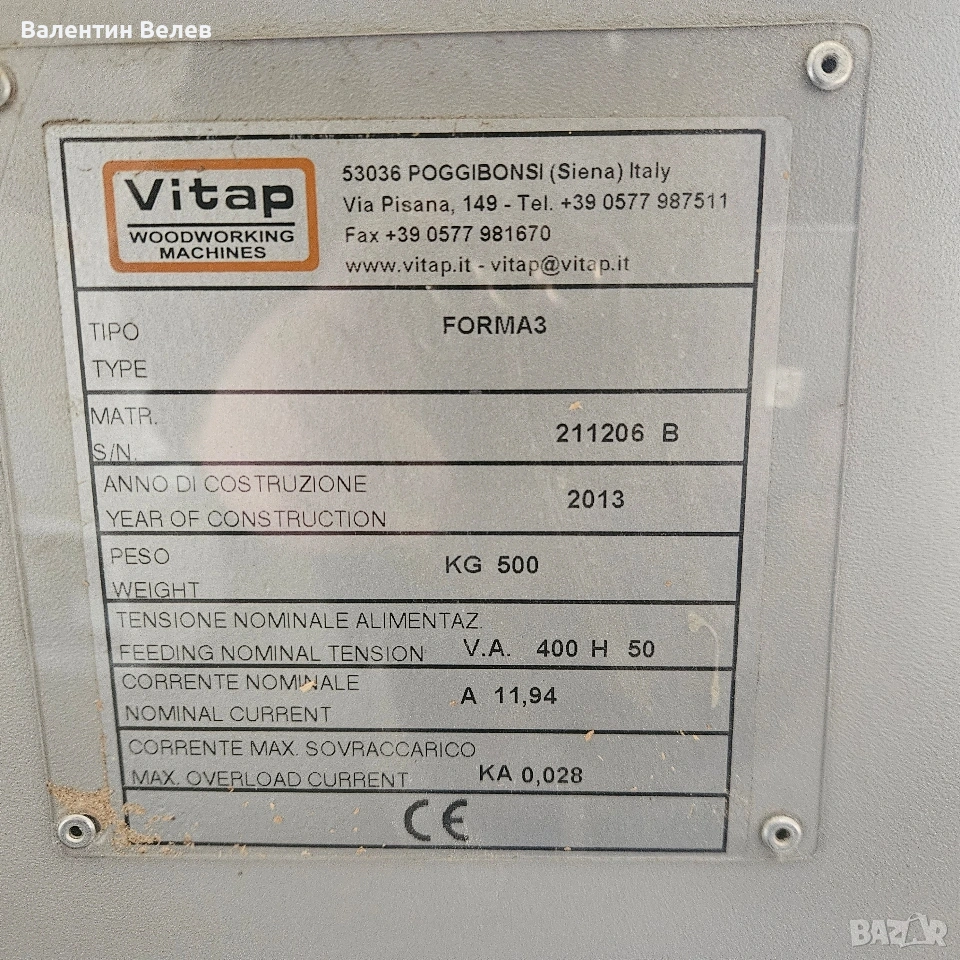 Валентин Велев
Vitap
WOODWORKING
MACHINES
53036 POGGIBONSI (Siena) Italy
Via Pisana, 149 - Tel. +39 0577 987511
Fax +39 0577 981670
www.vitap.it - vitap@vitap.it
TIPO
TYPE
FORMA3
MATR.
S/N.
211206 B
ANNO DI COSTRUZIONE
YEAR OF CONSTRUCTION
2013
PESO
WEIGHT
KG 500
TENSIONE NOMINALE ALIMENTAZ.
FEEDING NOMINAL TENSION
V.A. 400 H 50
CORRENTE NOMINALE
NOMINAL CURRENT
A 11,94
CORRENTE MAX. SOVRACCARICO
MAX. OVERLOAD CURRENT
KA 0,028
CE
BAZAR